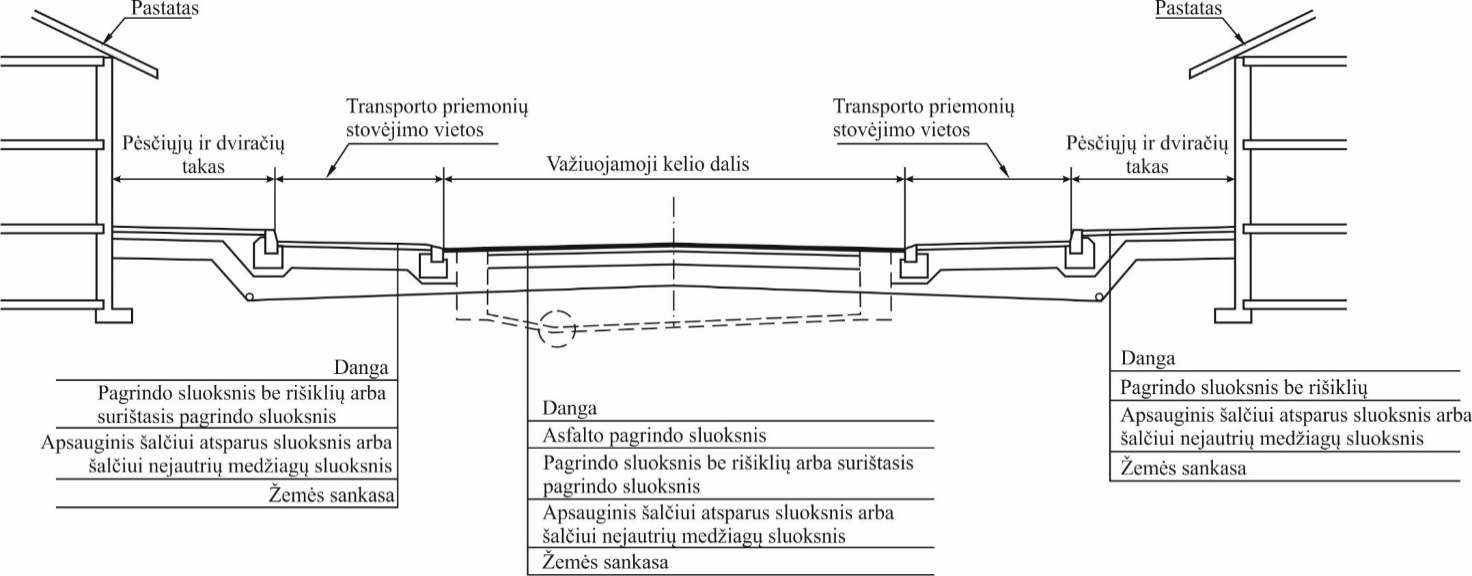 Pastatas
Pastatas
Transporto priemonių
stovėjimo vietos
Transporto priemonių
stovėjimo vietos
Pėsčiųjų ir dviračių
takas
Važiuojamoji kelio dalis
Pėsčiųjų ir dviračių
takas
Danga
Pagrindo sluoksnis be rišiklių arba
surištasis pagrindo sluoksnis
Apsauginis šalčiui atsparus sluoksnis arba
šalčiui nejautrių medžiagų sluoksnis
Žemės sankasa
Danga
Asfalto pagrindo sluoksnis
Pagrindo sluoksnis be rišiklių arba surištasis
pagrindo sluoksnis
Apsauginis šalčiui atsparus sluoksnis arba
šalčiui nejautrių medžiagų sluoksnis
Žemės sankasa
Danga
Pagrindo sluoksnis be rišiklių
Apsauginis šalčiui atsparus sluoksnis arba
šalčiui nejautrių medžiagų sluoksnis
Žemės sankasa